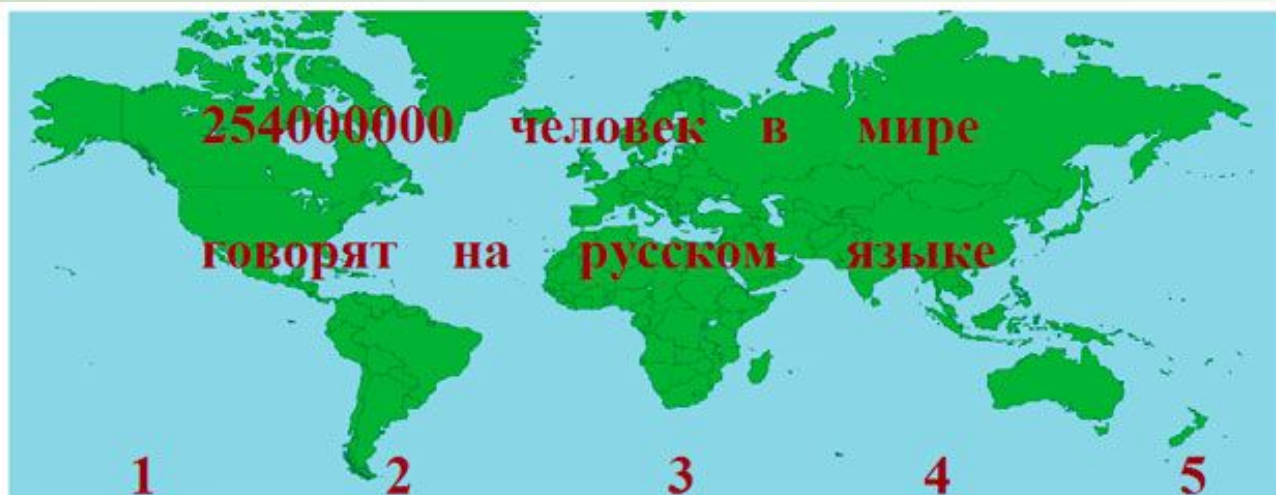 254000000 человек в мире
говорят на русском языке
1 2 3 4 5